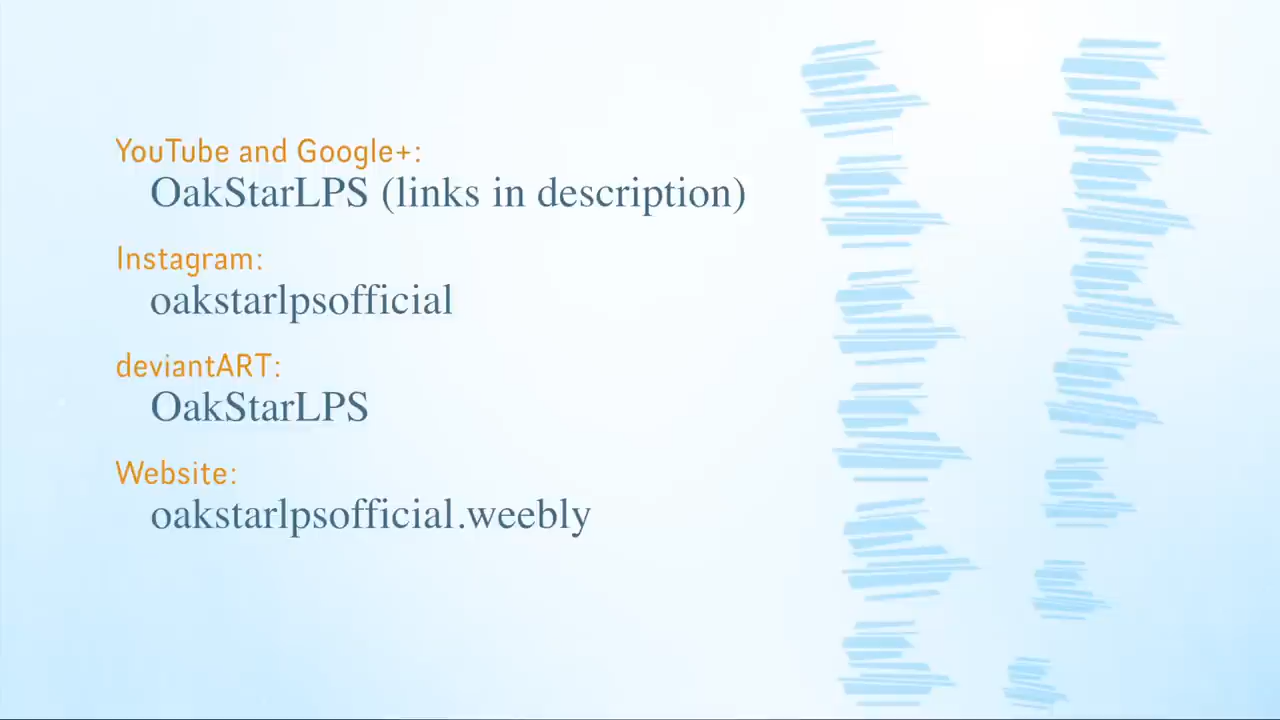 YouTube and Google+:
OakStarLPS (links in description)
Instagram:
oakstarlpsofficial
deviantART:
OakStarLPS
Website:
oakstarlpsofficial.weebly